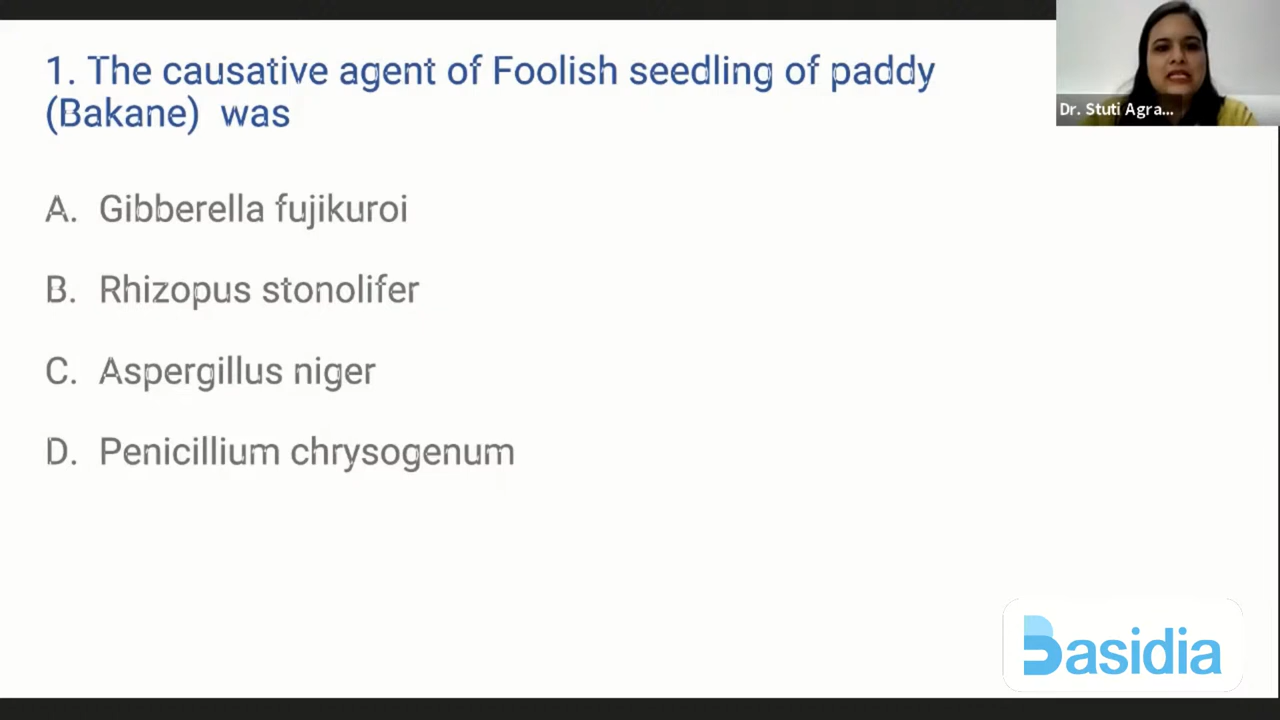 1. The causative agent of Foolish seedling of paddy
(Bakane) was
A. Gibberella fujikuroi
B. Rhizopus stonolifer
C. Aspergillus niger
D. Penicillium chrysogenum
Dr. Stuti Agra...
Basidia